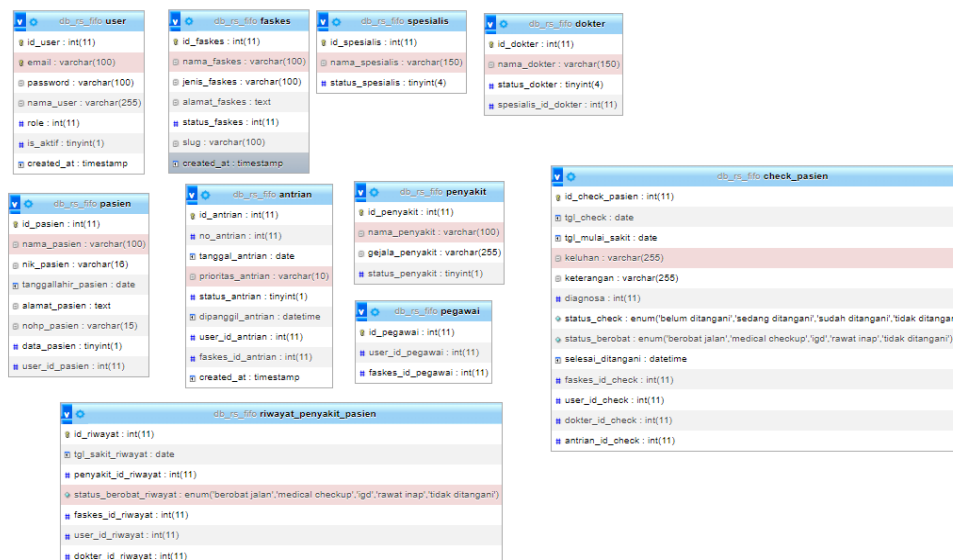 db_rs_fifo user
id_user : int(11)
email : varchar(100)
password : varchar(100)
nama_user : varchar(255)
role : int(11)
is_aktif : tinyint(1)
created_at : timestamp
db_rs_fifo faskes
id_faskes : int(11)
nama_faskes : varchar(100)
jenis_faskes : varchar(100)
alamat_faskes : text
status_faskes : int(11)
slug : varchar(100)
created_at : timestamp
db_rs_fifo spesialis
id_spesialis : int(11)
nama_spesialis : varchar(150)
status_spesialis : tinyint(4)
db_rs_fifo dokter
id_dokter : int(11)
nama_dokter : varchar(150)
status_dokter : tinyint(4)
spesialis_id_dokter : int(11)
db_rs_fifo pasien
id_pasien : int(11)
nama_pasien : varchar(100)
nik_pasien : varchar(16)
tanggallahir_pasien : date
alamat_pasien : text
nohp_pasien : varchar(15)
data_pasien : tinyint(1)
user_id_pasien : int(11)
db_rs_fifo antrian
id_antrian : int(11)
no_antrian : int(11)
tanggal_antrian : date
prioritas_antrian : varchar(10)
status_antrian : tinyint(1)
dipanggil_antrian : datetime
user_id_antrian : int(11)
faskes_id_antrian : int(11)
created_at : timestamp
db_rs_fifo penyakit
id_penyakit : int(11)
nama_penyakit : varchar(100)
gejala_penyakit : varchar(255)
status_penyakit : tinyint(1)
db_rs_fifo pegawai
id_pegawai : int(11)
user_id_pegawai : int(11)
faskes_id_pegawai : int(11)
db_rs_fifo check_pasien
id_check_pasien : int(11)
tgl_check : date
tgl_mulai_sakit : date
keluhan : varchar(255)
keterangan : varchar(255)
diagnosa : int(11)
status_check : enum('belum ditangani','sedang ditangani','sudah ditangani','tidak ditangan
status_berobat : enum('berobat jalan','medical checkup','igd','rawat inap','tidak ditangani')
selesai_ditangani : datetime
faskes_id_check : int(11)
user_id_check : int(11)
dokter_id_check : int(11)
antrian_id_check : int(11)
db_rs_fifo riwayat_penyakit_pasien
id_riwayat : int(11)
tgl_sakit_riwayat : date
penyakit_id_riwayat : int(11)
status_berobat_riwayat : enum('berobat jalan','medical checkup','igd','rawat inap','tidak ditangani')
faskes_id_riwayat : int(11)
user_id_riwayat : int(11)
dokter_id_riwayat : int(11)